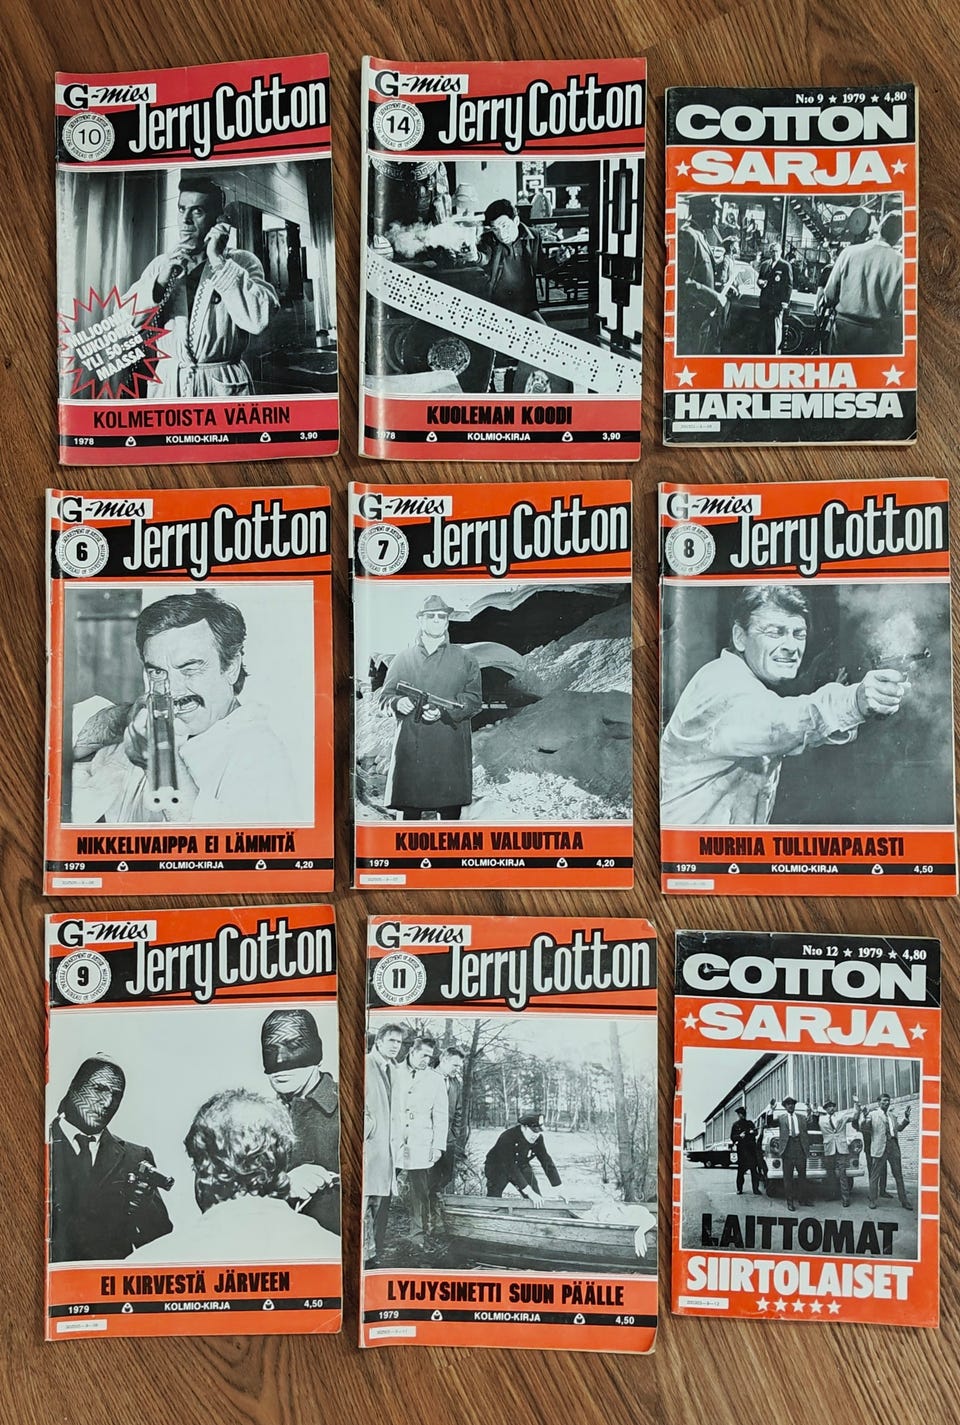 G-mies
Jerry Cotton
10
MILJOONIA
LUKIJOITA
YLI 50:SSÄ
MAASSA
KOLMETOISTA VÄÄRIN
1978 KOLMIO-KIRJA 3,90
G-mies
Jerry Cotton
14
KUOLEMAN KOODI
1978 KOLMIO-KIRJA 3,90
N:o 9 ★ 1979 ★ 4,80
COTTON
SARJA
MURHA
HARLEMISSA
G-mies
Jerry Cotton
6
NIKKELIVAIPPA EI LÄMMITÄ
1979 KOLMIO-KIRJA 4,20
G-mies
Jerry Cotton
7
KUOLEMAN VALUUTTAA
1979 KOLMIO-KIRJA 4,20
G-mies
Jerry Cotton
8
MURHIA TULLIVAPAASTI
1979 KOLMIO-KIRJA 4,50
G-mies
Jerry Cotton
9
EI KIRVESTÄ JÄRVEEN
1979 KOLMIO-KIRJA 4,50
G-mies
Jerry Cotton
11
LYIJYSINETTI SUUN PÄÄLLE
1979 KOLMIO-KIRJA 4,50
N:o 12 ★ 1979 ★ 4,80
COTTON
SARJA
LAITTOMAT
SIIRTOLAISET